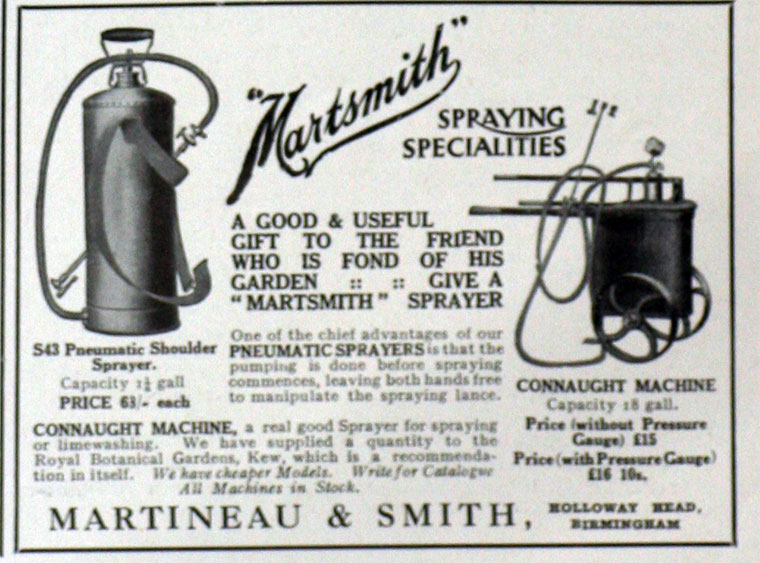 "Martsmith"
SPRAYING
SPECIALITIES
A GOOD & USEFUL
GIFT TO THE FRIEND
WHO IS FOND OF HIS
GARDEN :: :: GIVE A
"MARTSMITH" SPRAYER
S43 Pneumatic Shoulder
Sprayer.
Capacity 1½ gall
PRICE 63/- each
One of the chief advantages of our
PNEUMATIC SPRAYERS is that the
pumping is done before spraying
commences, leaving both hands free
to manipulate the spraying lance.
CONNAUGHT MACHINE
Capacity 18 gall.
Price (without Pressure
Gauge) £15
Price (with Pressure Gauge)
£16 10s.
CONNAUGHT MACHINE, a real good Sprayer for spraying
or limewashing. We have supplied a quantity to the
Royal Botanical Gardens, Kew, which is a recommenda-
tion in itself. We have cheaper Models. Write for Catalogue
All Machines in Stock.
MARTINEAU & SMITH,
HOLLOWAY HEAD,
BIRMINGHAM